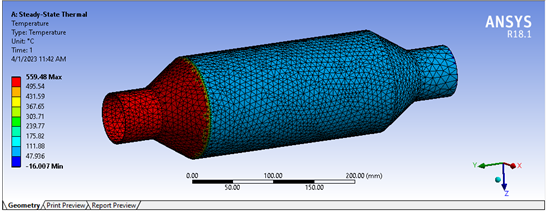 A: Steady-State Thermal
Temperature
Type: Temperature
Unit: °C
Time: 1
4/1/2023 11:42 AM
559.48 Max
495.54
431.59
367.65
303.71
239.77
175.82
111.88
47.936
-16.007 Min
ANSYS
R18.1
0.00 100.00 200.00 (mm)
50.00 150.00
Y X
Z
Geometry Print Preview Report Preview